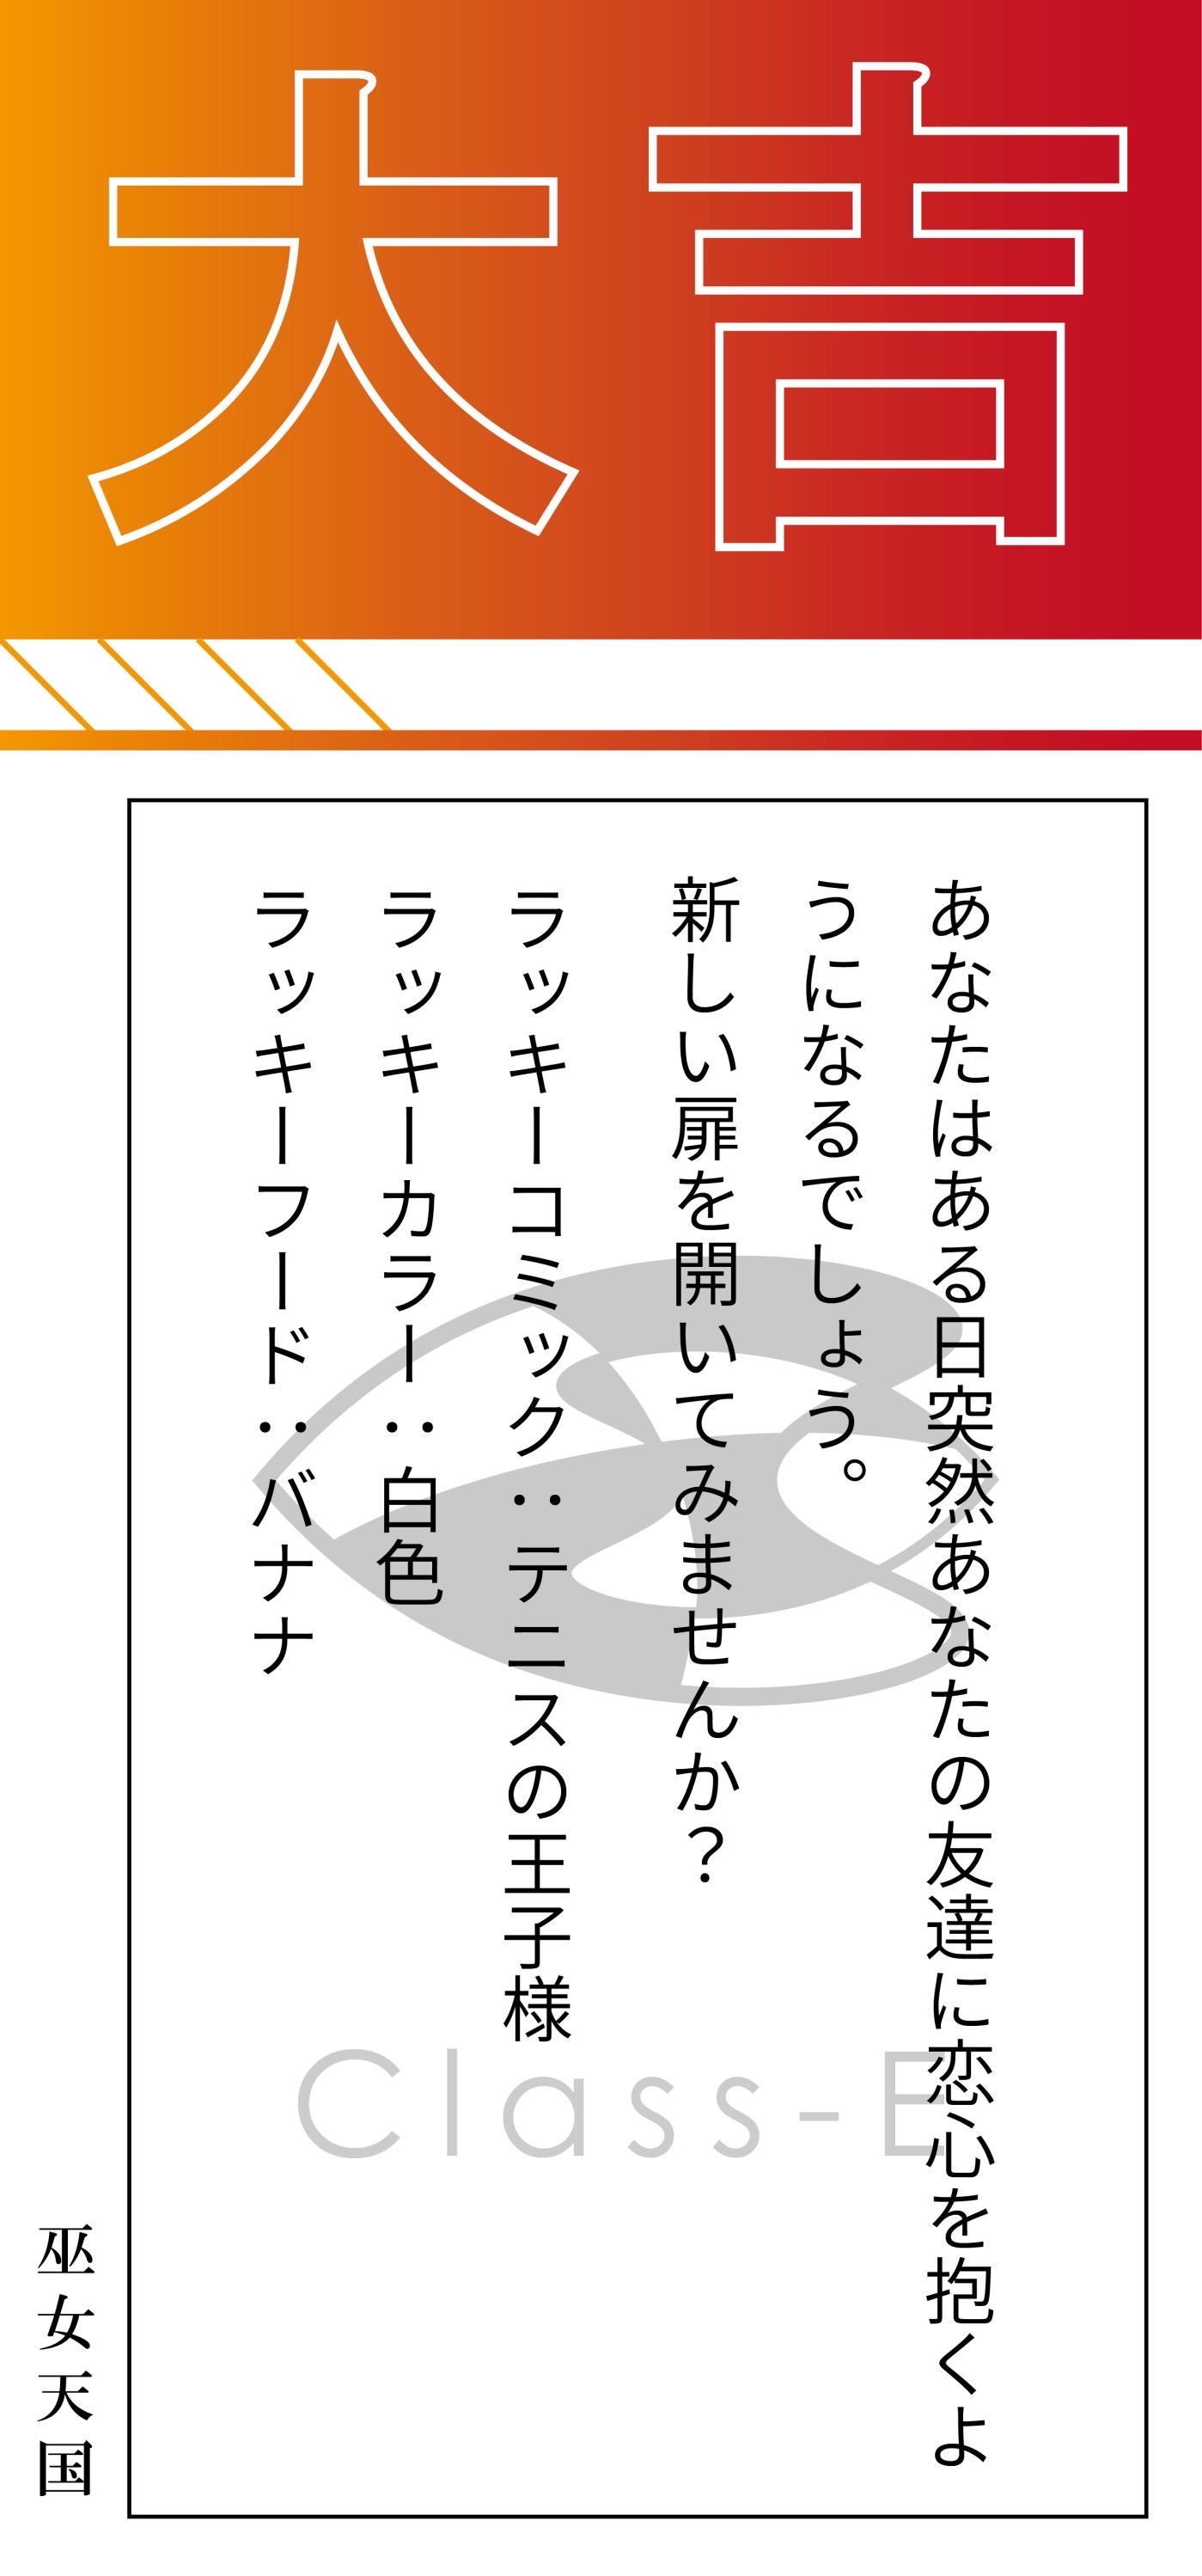 大吉
あなたはある日突然あなたの友達に恋心を抱くよ
うになるでしょう。
新しい扉を開いてみませんか？
ラッキーコミック：テニスの王子様
ラッキーカラー：白色
ラッキーフード：バナナ
Class-E
巫女天国